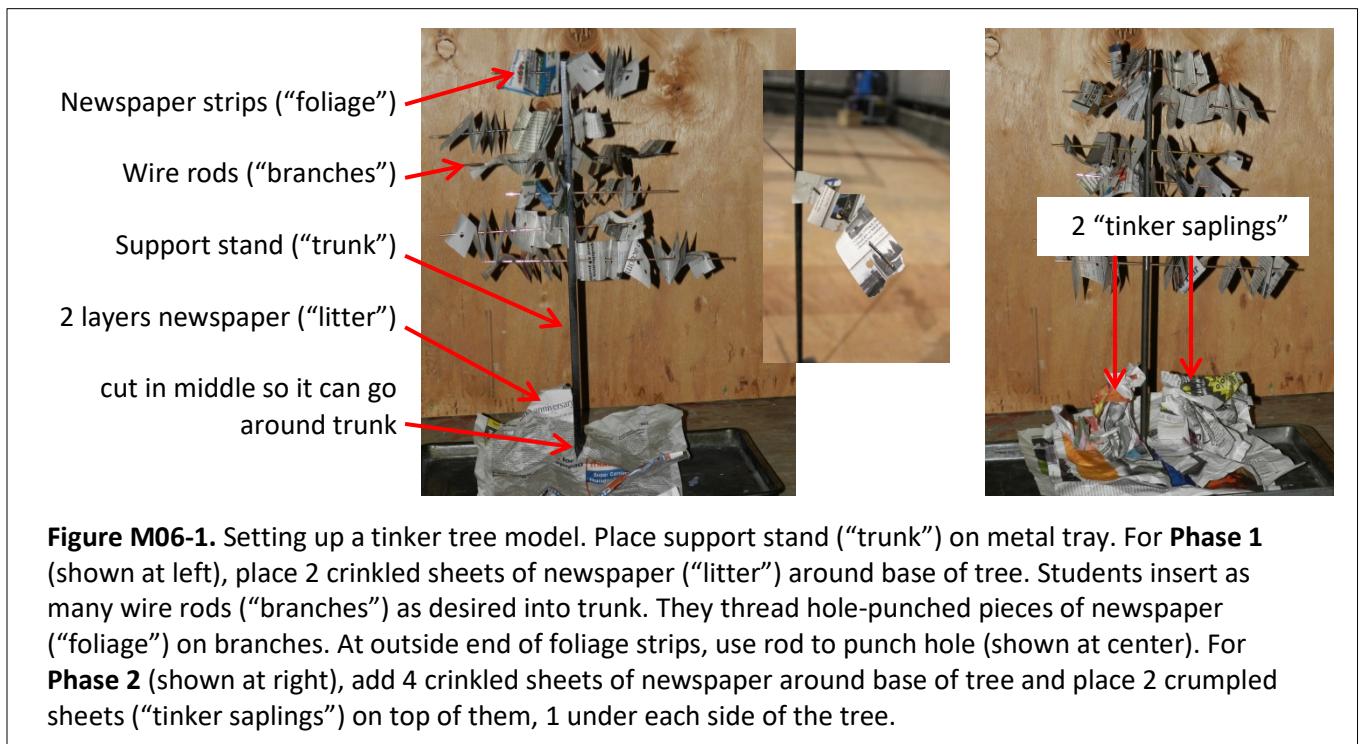 Newspaper strips (“foliage”)
Wire rods (“branches”)
Support stand (“trunk”)
2 layers newspaper (“litter”)
cut in middle so it can go
around trunk
anniversary
2 “tinker saplings”
Figure M06-1. Setting up a tinker tree model. Place support stand (“trunk”) on metal tray. For Phase 1
(shown at left), place 2 crinkled sheets of newspaper (“litter”) around base of tree. Students insert as
many wire rods (“branches”) as desired into trunk. They thread hole-punched pieces of newspaper
(“foliage”) on branches. At outside end of foliage strips, use rod to punch hole (shown at center). For
Phase 2 (shown at right), add 4 crinkled sheets of newspaper around base of tree and place 2 crumpled
sheets (“tinker saplings”) on top of them, 1 under each side of the tree.